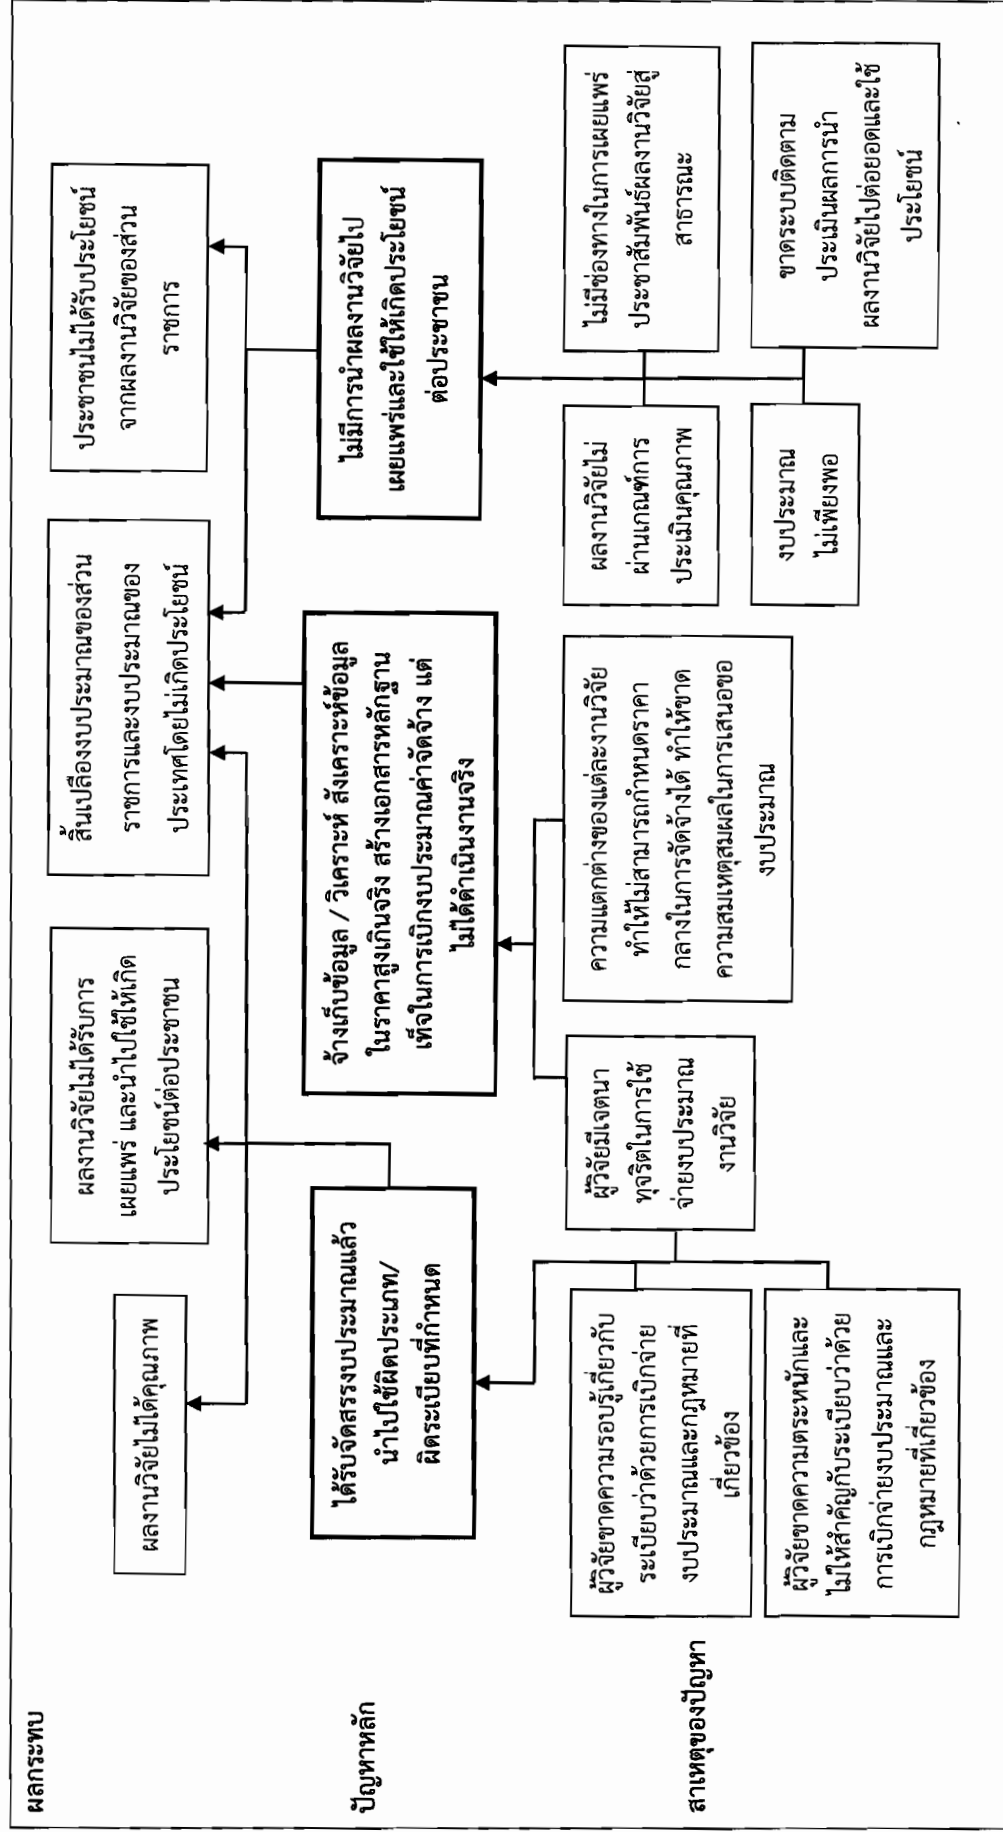 ผลกระทบ
ผลงานวิจัยไม่ได้คุณภาพ
ผลงานวิจัยไม่ได้รับการ
เผยแพร่ และนำไปใช้ให้เกิด
ประโยชน์ต่อประชาชน
สิ้นเปลืองงบประมาณของส่วน
ราชการและงบประมาณของ
ประเทศโดยไม่เกิดประโยชน์
ประชาชนไม่ได้รับประโยชน์
จากผลงานวิจัยของส่วน
ราชการ
ปัญหาหลัก
ได้รับจัดสรรงบประมาณแล้ว
นำไปใช้ผิดประเภท/
ผิดระเบียบที่กำหนด
จ้างเก็บข้อมูล / วิเคราะห์ สังเคราะห์ข้อมูล
ในราคาสูงเกินจริง สร้างเอกสารหลักฐาน
เท็จในการเบิกงบประมาณค่าจัดจ้าง แต่
ไม่ได้ดำเนินงานจริง
ไม่มีการนำผลงานวิจัยไป
เผยแพร่และใช้ให้เกิดประโยชน์
ต่อประชาชน
สาเหตุของปัญหา
ผู้วิจัยขาดความรอบรู้เกี่ยวกับ
ระเบียบว่าด้วยการเบิกจ่าย
งบประมาณและกฎหมายที่
เกี่ยวข้อง
ผู้วิจัยขาดความตระหนักและ
ไม่ให้สำคัญกับระเบียบว่าด้วย
การเบิกจ่ายงบประมาณและ
กฎหมายที่เกี่ยวข้อง
ผู้วิจัยมีเจตนา
ทุจริตในการใช้
จ่ายงบประมาณ
งานวิจัย
ความแตกต่างของแต่ละงานวิจัย
ทำให้ไม่สามารถกำหนดราคา
กลางในการจัดจ้างได้ ทำให้ขาด
ความสมเหตุสมผลในการเสนอขอ
งบประมาณ
ผลงานวิจัยไม่
ผ่านเกณฑ์การ
ประเมินคุณภาพ
ไม่มีช่องทางในการเผยแพร่
ประชาสัมพันธ์ผลงานวิจัยสู่
สาธารณะ
งบประมาณ
ไม่เพียงพอ
ขาดระบบติดตาม
ประเมินผลการนำ
ผลงานวิจัยไปต่อยอดและใช้
ประโยชน์